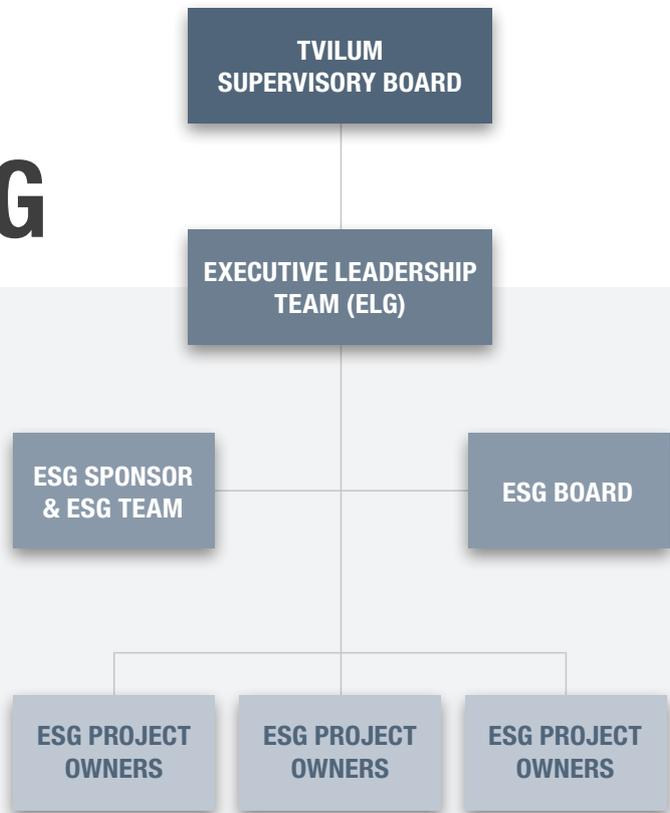 TVILUM
SUPERVISORY BOARD
G
EXECUTIVE LEADERSHIP
TEAM (ELG)
ESG SPONSOR
& ESG TEAM
ESG BOARD
ESG PROJECT
OWNERS
ESG PROJECT
OWNERS
ESG PROJECT
OWNERS